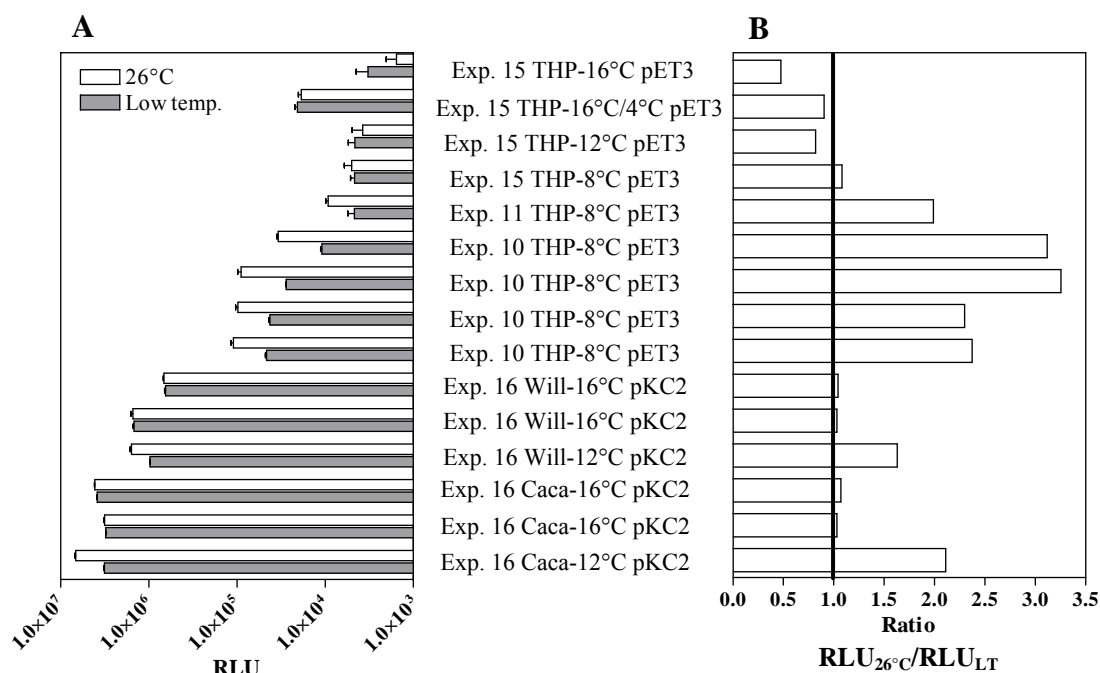 A
B
26°C
Low temp.
Exp. 15 THP-16°C pET3
Exp. 15 THP-16°C/4°C pET3
Exp. 15 THP-12°C pET3
Exp. 15 THP-8°C pET3
Exp. 11 THP-8°C pET3
Exp. 10 THP-8°C pET3
Exp. 10 THP-8°C pET3
Exp. 10 THP-8°C pET3
Exp. 10 THP-8°C pET3
Exp. 16 Will-16°C pKC2
Exp. 16 Will-16°C pKC2
Exp. 16 Will-12°C pKC2
Exp. 16 Caca-16°C pKC2
Exp. 16 Caca-16°C pKC2
Exp. 16 Caca-12°C pKC2
1.0×10⁷ 1.0×10⁶ 1.0×10⁵ 1.0×10⁴ 1.0×10³
RLU
0.0 0.5 1.0 1.5 2.0 2.5 3.0 3.5
Ratio
RLU26°C/RLULT